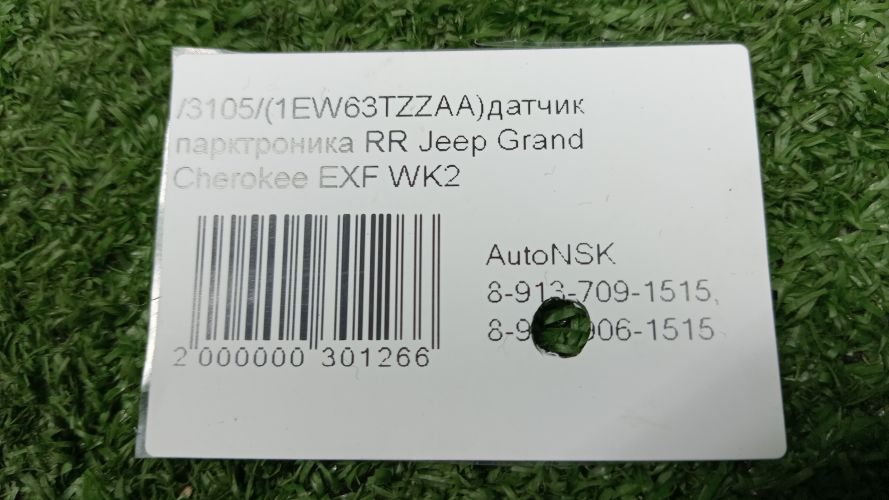 /3105/(1EW63TZZAA)датчик
парктроника RR Jeep Grand
Cherokee EXF WK2
AutoNSK
8-913-709-1515,
2 000000 301266